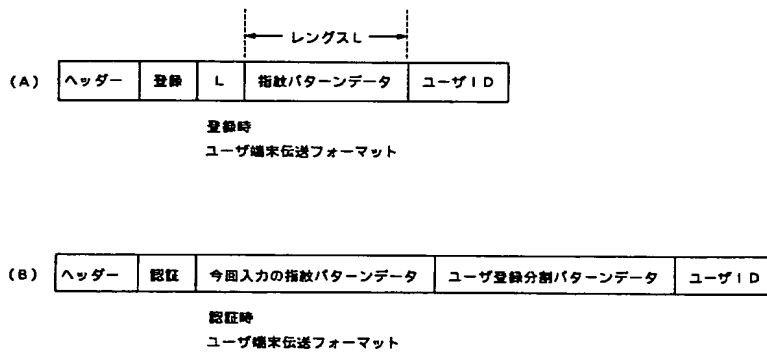 レングスL
(A) ヘッダー 登録 L 指紋パターンデータ ユーザID
登録時
ユーザ端末伝送フォーマット
(B) ヘッダー 認証 今回入力の指紋パターンデータ ユーザ登録分割パターンデータ ユーザID
認証時
ユーザ端末伝送フォーマット